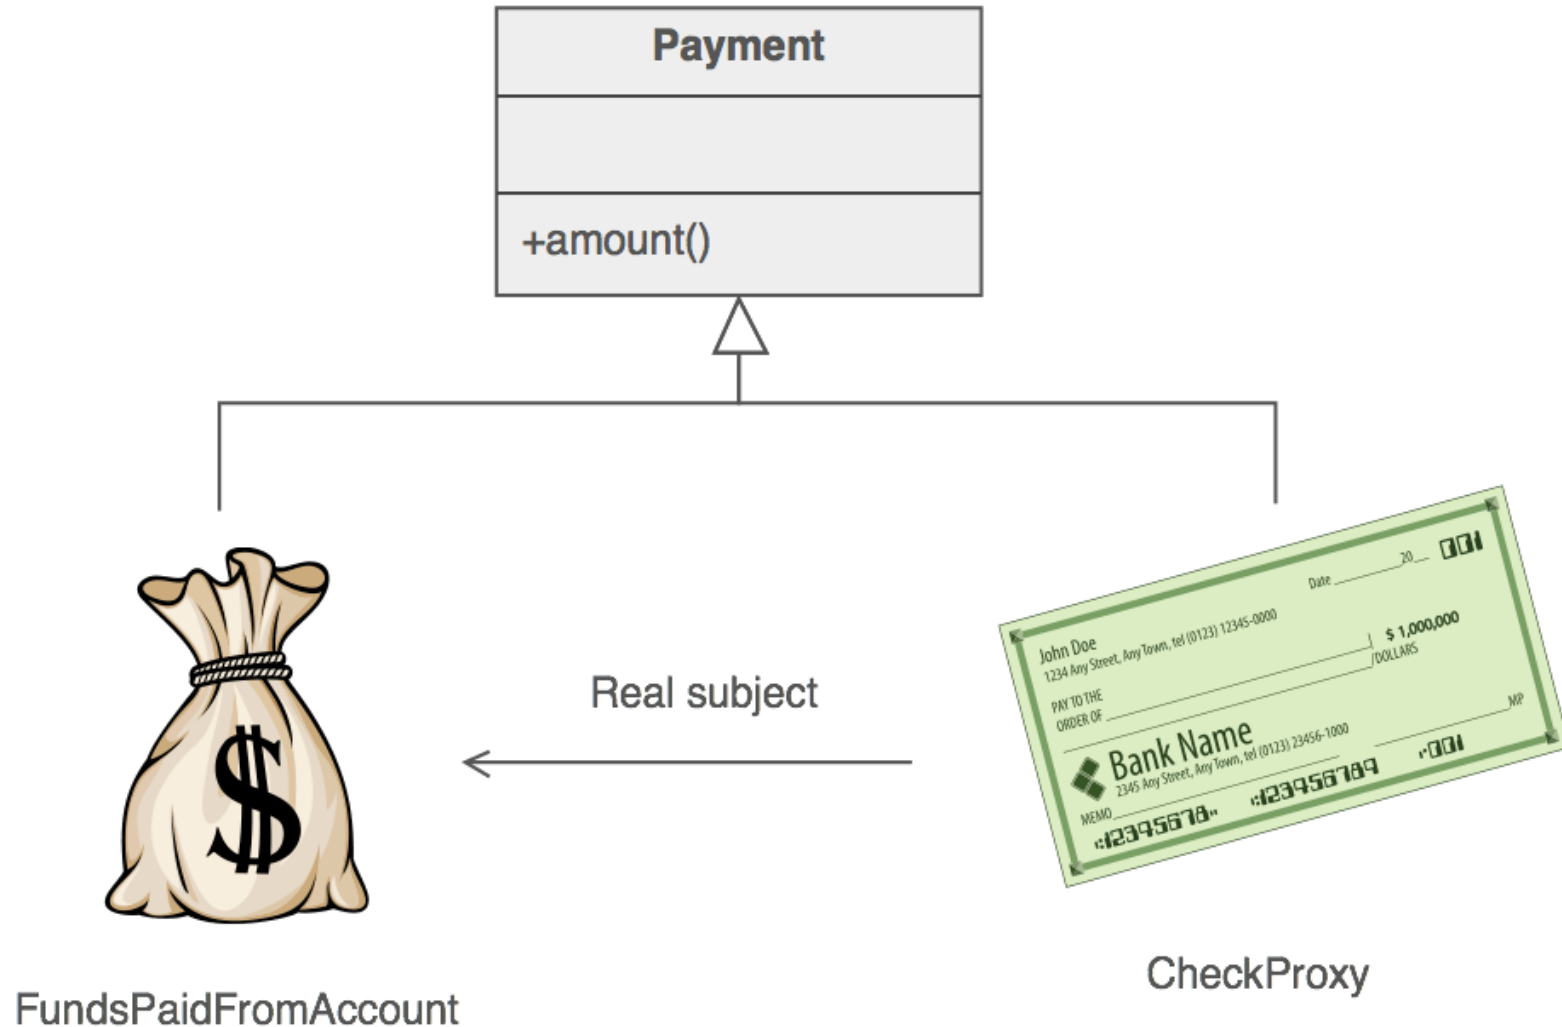 Payment
+amount()
Date ________ 20__ 001
John Doe
1234 Any Street, Any Town, tel (0123) 12345-0000
$ 1,000,000
PAY TO THE
ORDER OF
/DOLLARS
Bank Name
2345 Any Street, Any Town, tel (0123) 23456-1000
MEMO
MP
⑆12345678⑈ ⑆123456789 ⑆001
Real subject
CheckProxy
FundsPaidFromAccount